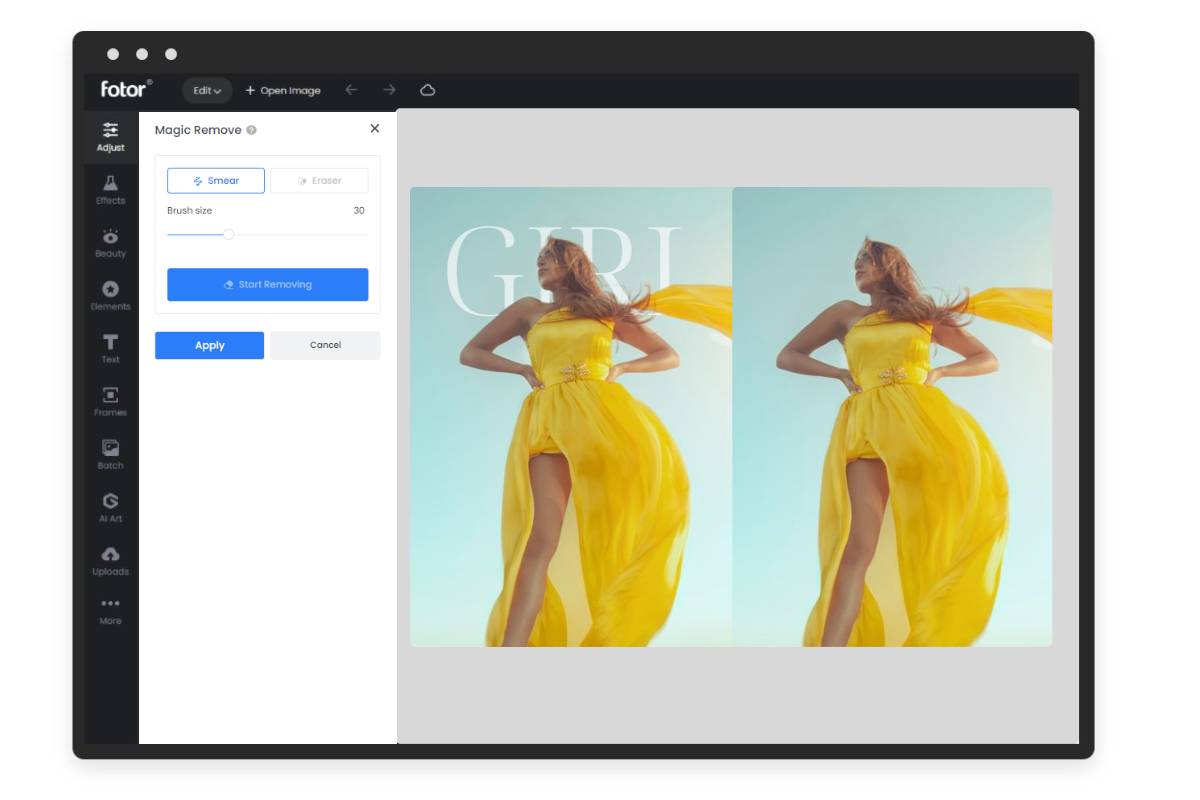 fotor®
Edit
+ Open Image
Adjust
Effects
Beauty
Elements
Text
Frames
Batch
AI Art
Uploads
More
Magic Remove ?
Smear
Eraser
Brush size 30
Start Removing
Apply
Cancel
GIRL